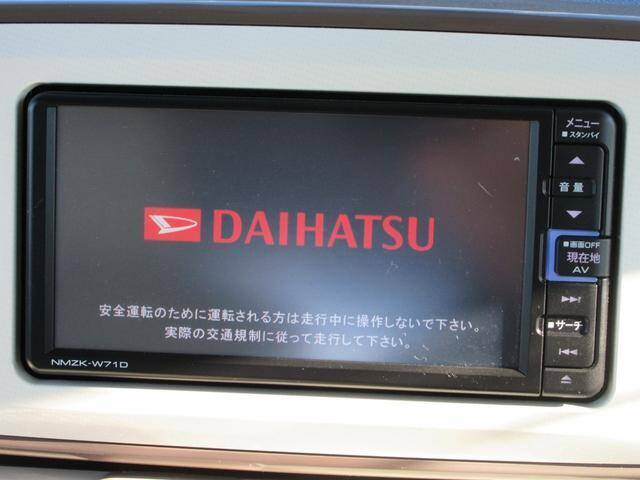 DAIHATSU
安全運転のために運転される方は走行中に操作しないで下さい。
実際の交通規制に従って走行して下さい。
NMZK-W71D
メニュー
■スタンバイ
▲
音量
▼
■画面OFF
現在地
AV
▶▶I
■サーチ
I◀◀
⏏